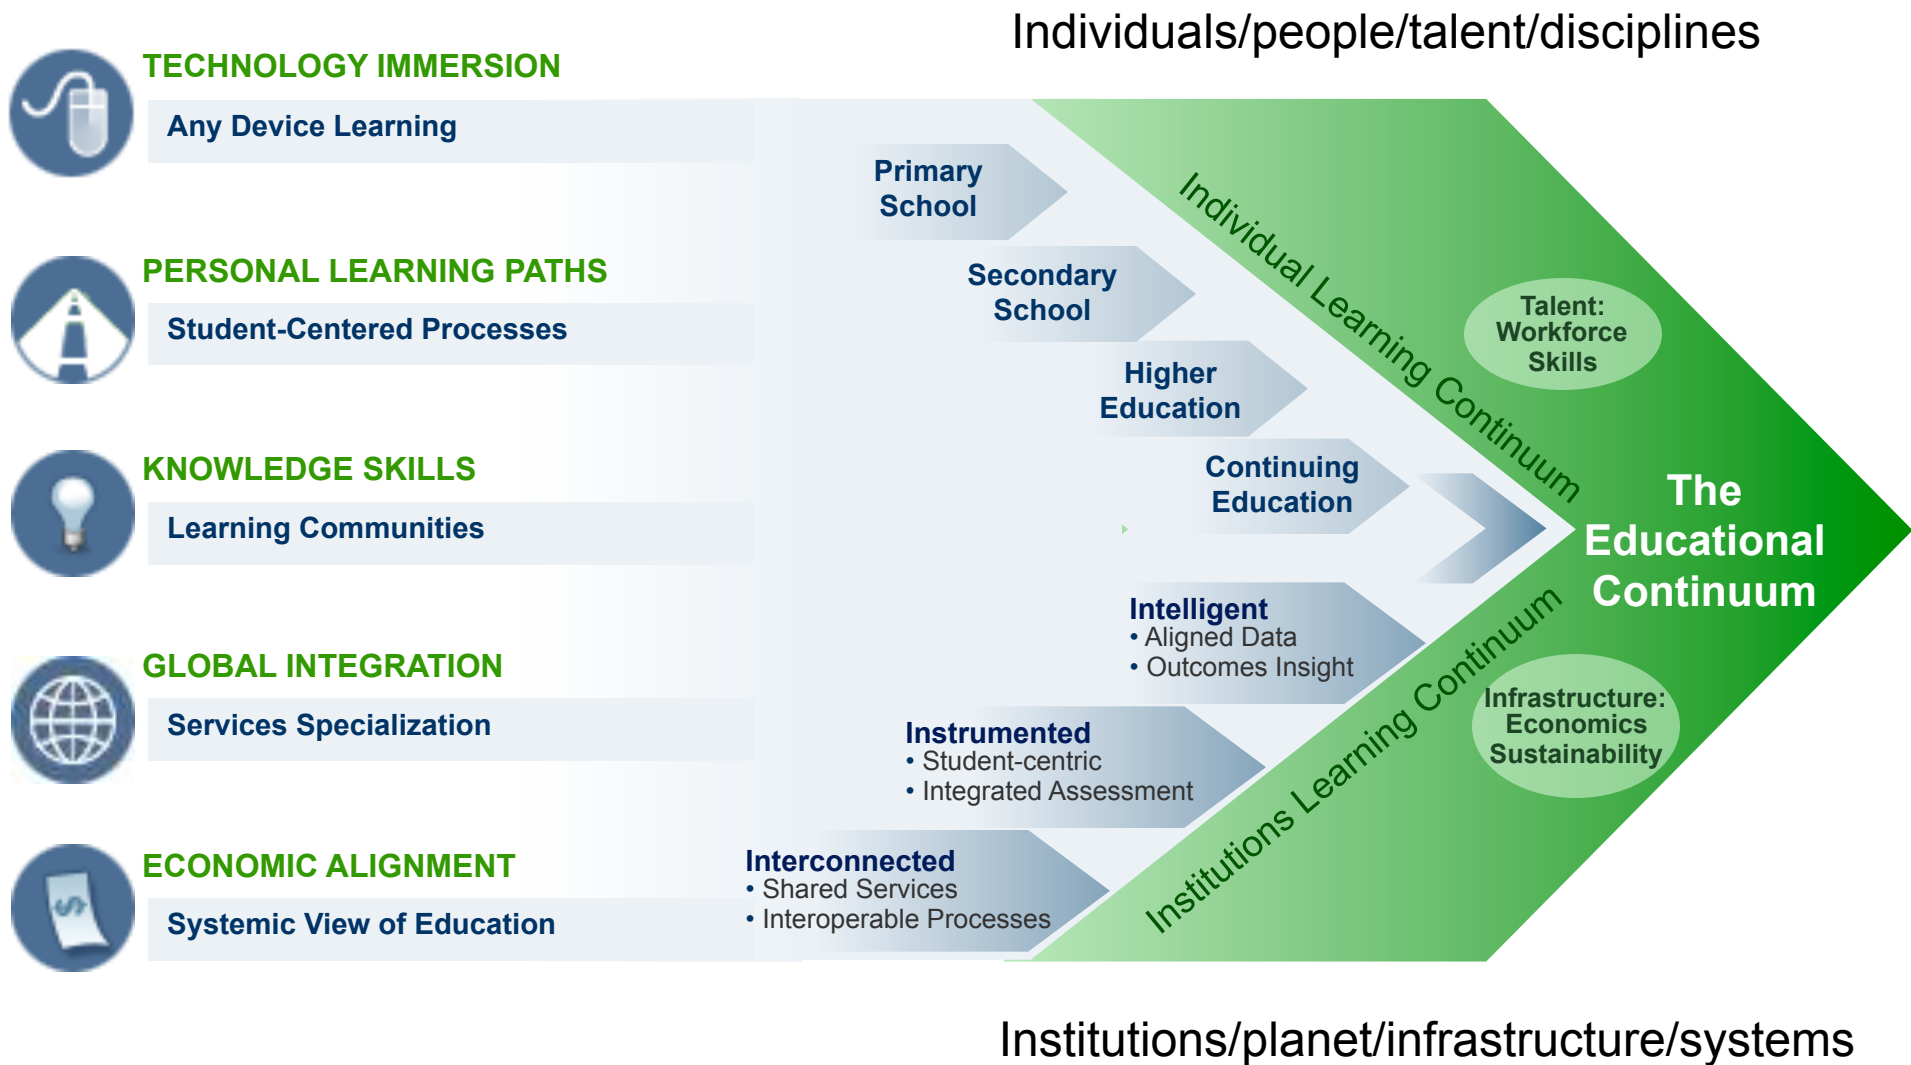 Individuals/people/talent/disciplines
TECHNOLOGY IMMERSION
Any Device Learning
PERSONAL LEARNING PATHS
Student-Centered Processes
KNOWLEDGE SKILLS
Learning Communities
GLOBAL INTEGRATION
Services Specialization
ECONOMIC ALIGNMENT
Systemic View of Education
Primary
School
Secondary
School
Higher
Education
Continuing
Education
Intelligent
• Aligned Data
• Outcomes Insight
Instrumented
• Student-centric
• Integrated Assessment
Interconnected
• Shared Services
• Interoperable Processes
Individual Learning Continuum
Talent:
Workforce
Skills
The
Educational
Continuum
Institutions Learning Continuum
Infrastructure:
Economics
Sustainability
Institutions/planet/infrastructure/systems